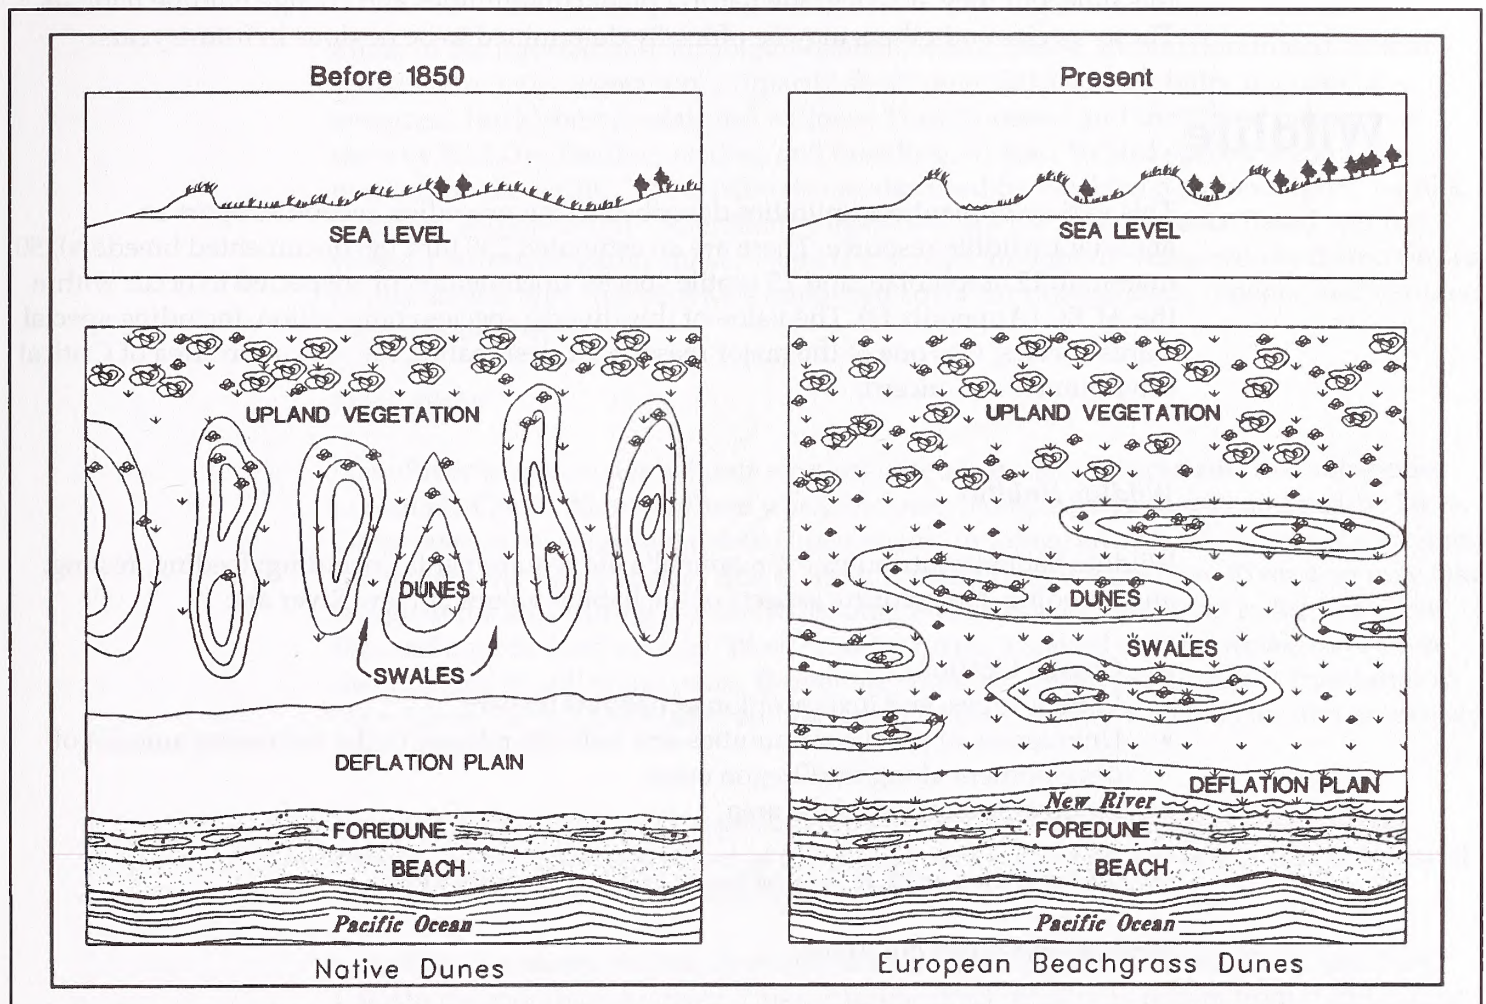 Before 1850
SEA LEVEL
UPLAND VEGETATION
DUNES
SWALES
DEFLATION PLAIN
FOREDUNE
BEACH
Pacific Ocean
Native Dunes
Present
SEA LEVEL
UPLAND VEGETATION
DUNES
SWALES
DEFLATION PLAIN
New River
FOREDUNE
BEACH
Pacific Ocean
European Beachgrass Dunes